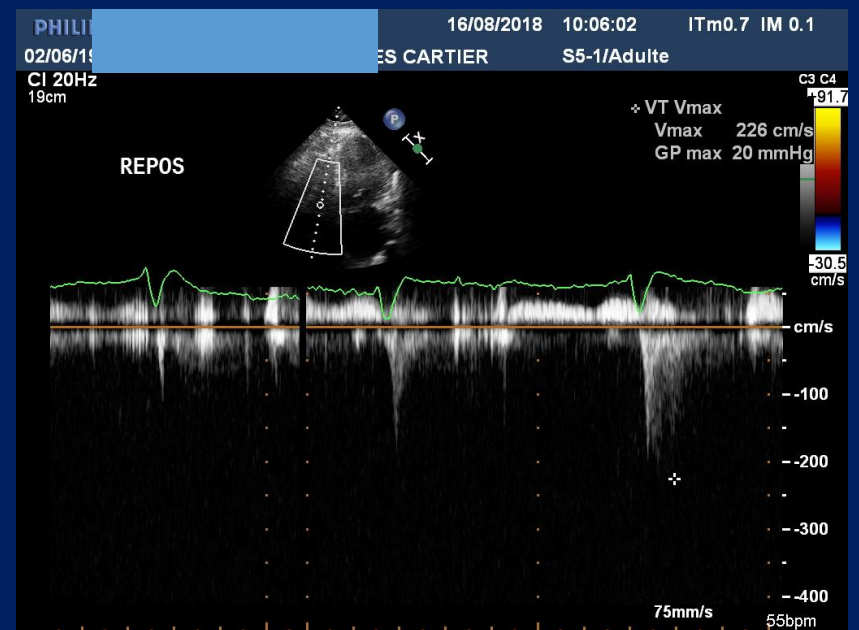 PHILI
16/08/2018 10:06:02 ITm0.7 IM 0.1
02/06/19 ES CARTIER S5-1/Adulte
CI 20Hz
19cm
C3 C4
+91.7
P
X
VT Vmax
Vmax 226 cm/s
GP max 20 mmHg
REPOS
-30.5
cm/s
cm/s
-100
-200
-300
-400
75mm/s
55bpm